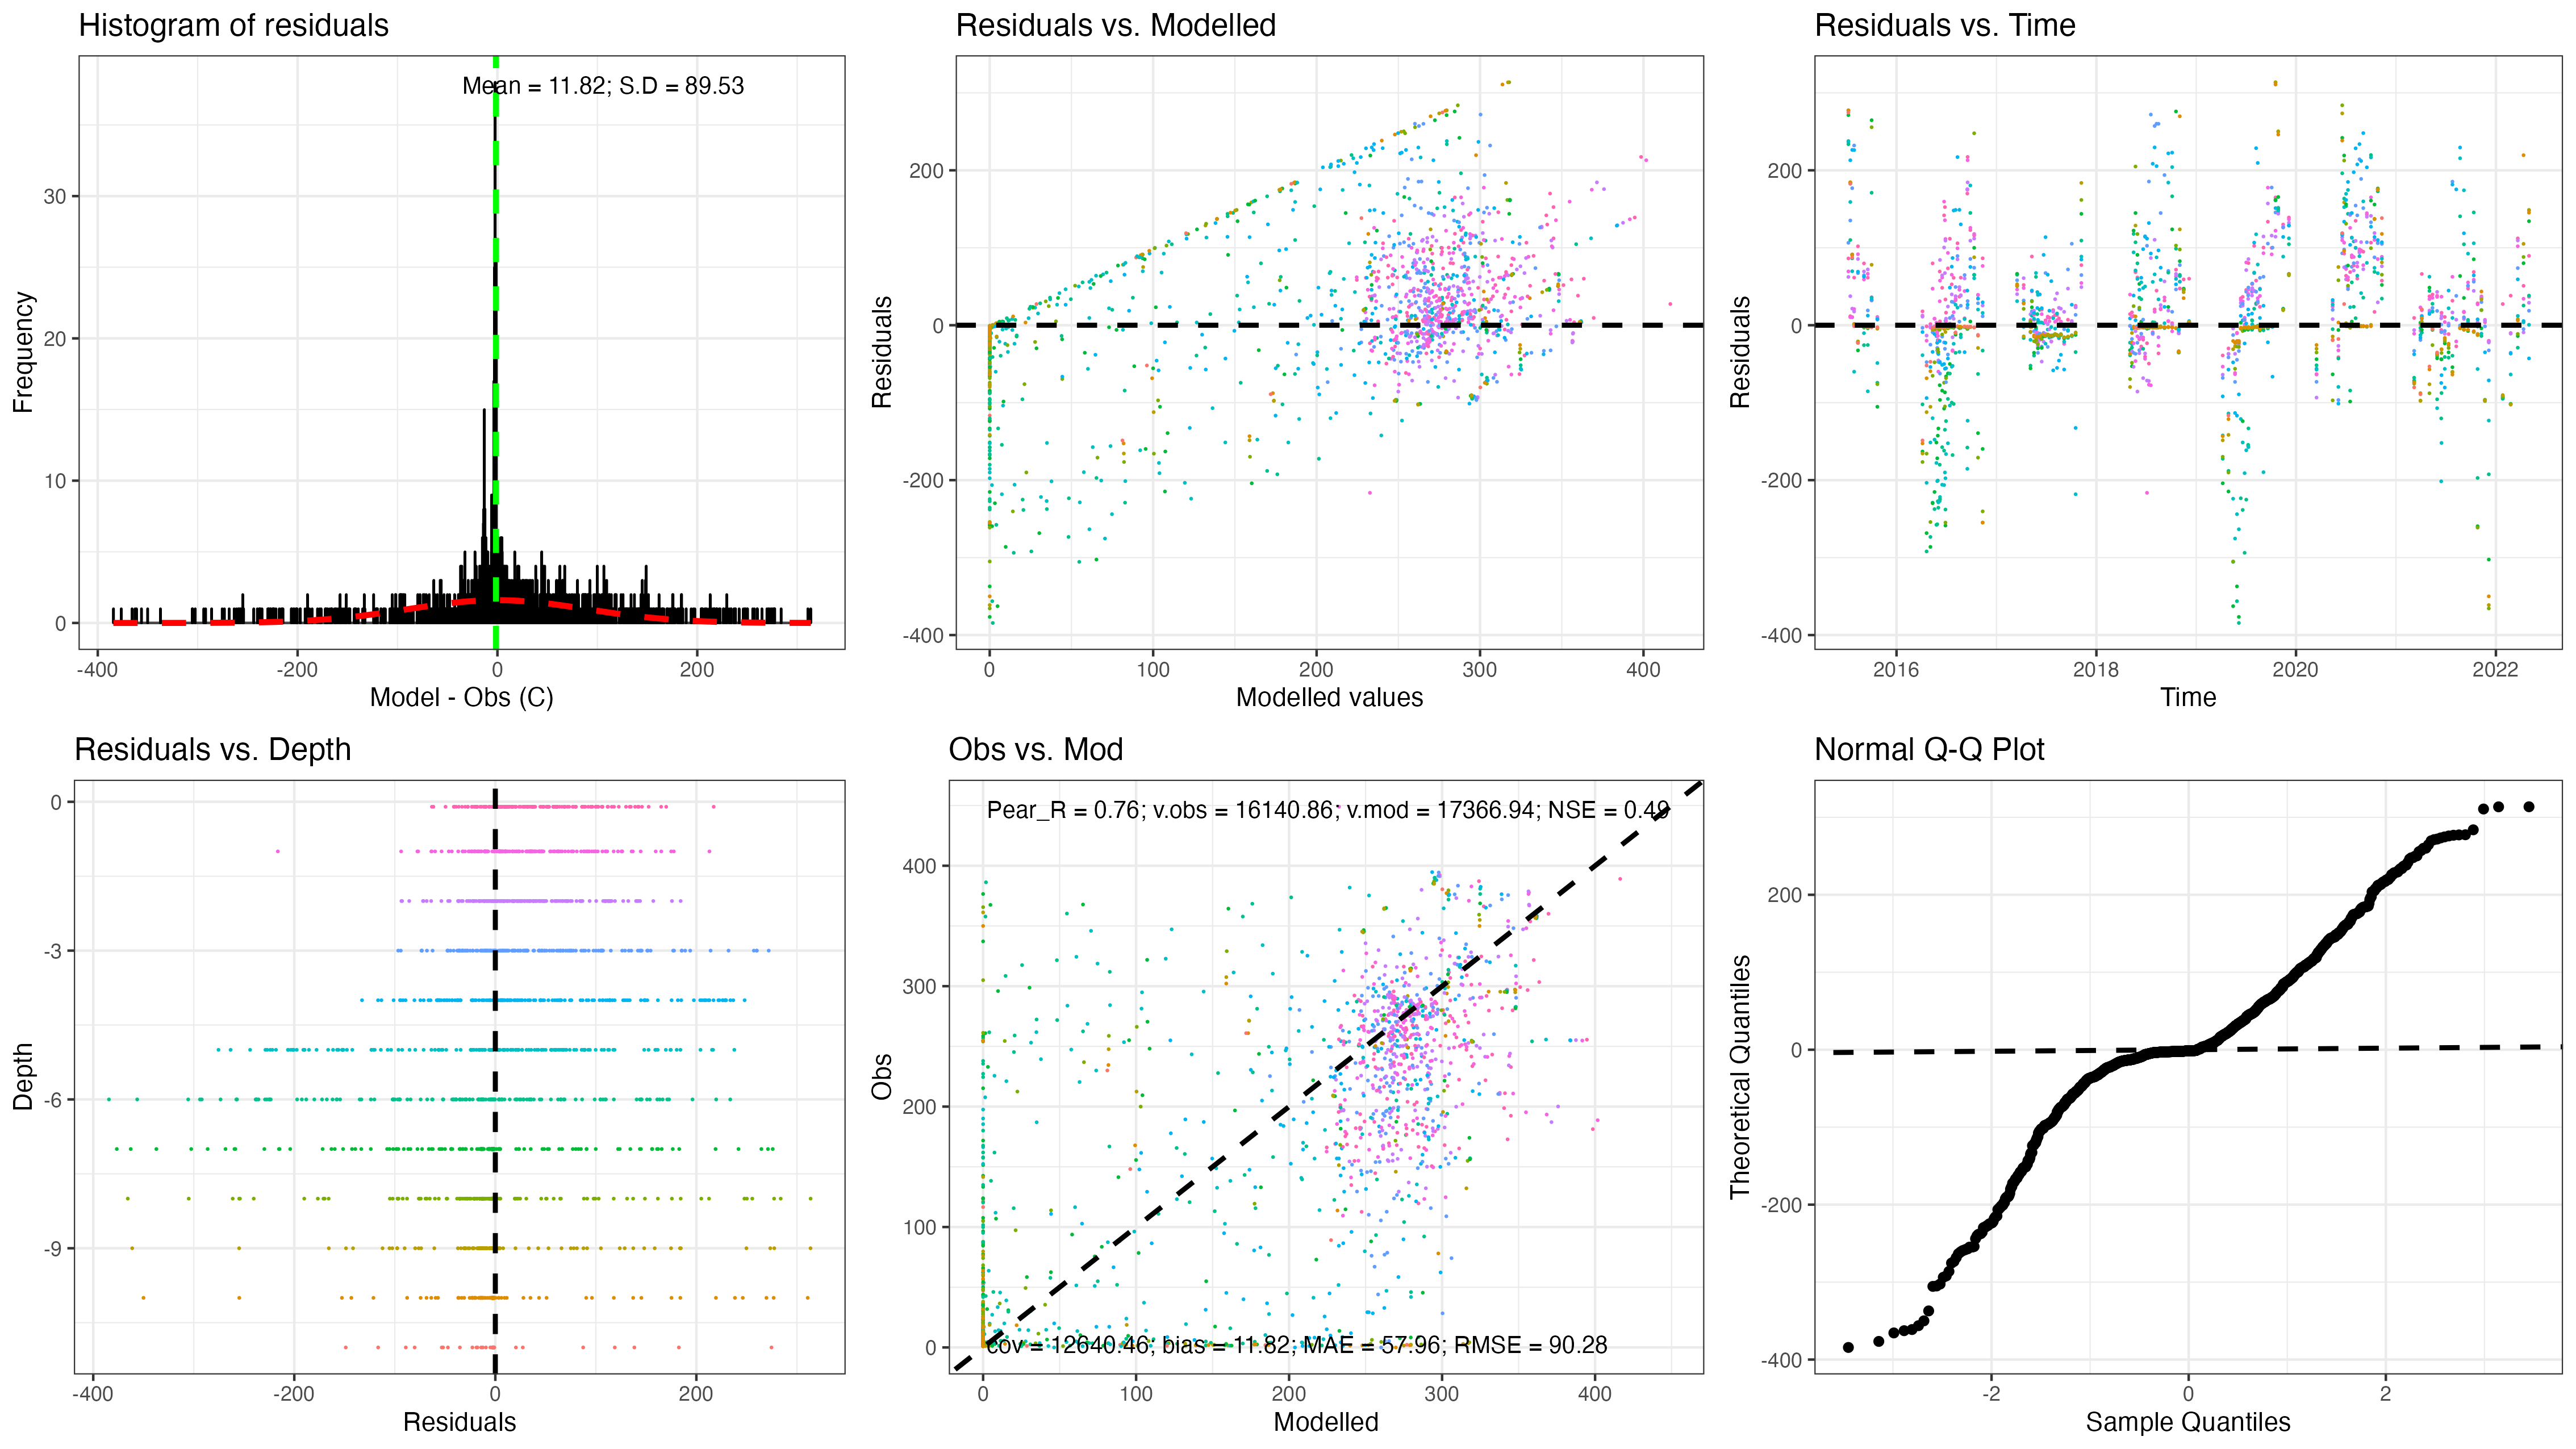 Histogram of residuals
Mean = 11.82; S.D = 89.53
Frequency
30
20
10
0
-400 -200 0 200
Model - Obs (C)
Residuals vs. Modelled
Residuals
200
0
-200
-400
0 100 200 300 400
Modelled values
Residuals vs. Time
Residuals
200
0
-200
-400
2016 2018 2020 2022
Time
Residuals vs. Depth
Depth
0
-3
-6
-9
-400 -200 0 200
Residuals
Obs vs. Mod
Pear_R = 0.76; v.obs = 16140.86; v.mod = 17366.94; NSE = 0.49
Obs
400
300
200
100
0
cov = 12640.46; bias = 11.82; MAE = 57.96; RMSE = 90.28
0 100 200 300 400
Modelled
Normal Q-Q Plot
Theoretical Quantiles
200
0
-200
-400
-2 0 2
Sample Quantiles